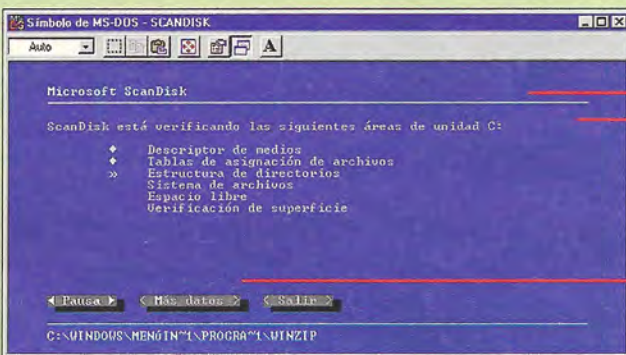 Símbolo de MS-DOS - SCANDISK
Auto
A
Microsoft ScanDisk
ScanDisk está verificando las siguientes áreas de unidad C:
♦ Descriptor de medios
♦ Tablas de asignación de archivos
» Estructura de directorios
Sistema de archivos
Espacio libre
Verificación de superficie
◄ Pausa ► < Más datos > < Salir >
C:\WINDOWS\MENÚIN~1\PROGRA~1\WINZIP